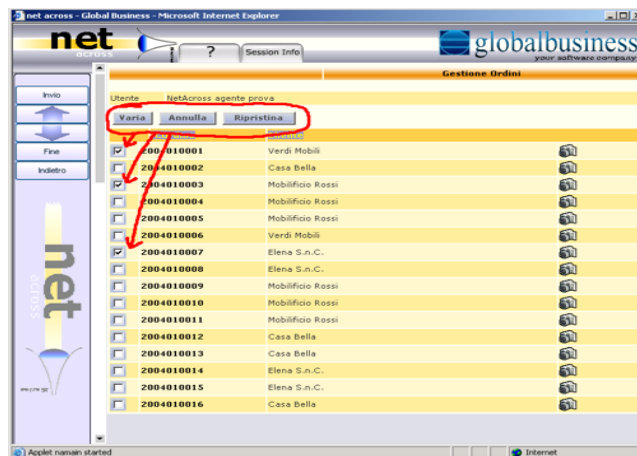 net across - Global Business - Microsoft Internet Explorer
net
across
?
Session Info
globalbusiness
your software company
Gestione Ordini
Invio
Fine
Indietro
Utente NetAcross agente prova
Varia Annulla Ripristina
2004010001 Verdi Mobili
2004010002 Casa Bella
2004010003 Mobilificio Rossi
2004010004 Mobilificio Rossi
2004010005 Mobilificio Rossi
2004010006 Verdi Mobili
2004010007 Elena S.n.C.
2004010008 Elena S.n.C.
2004010009 Mobilificio Rossi
2004010010 Mobilificio Rossi
2004010011 Mobilificio Rossi
2004010012 Casa Bella
2004010013 Casa Bella
2004010014 Elena S.n.C.
2004010015 Elena S.n.C.
2004010016 Casa Bella
net
across
Applet namain started
Internet